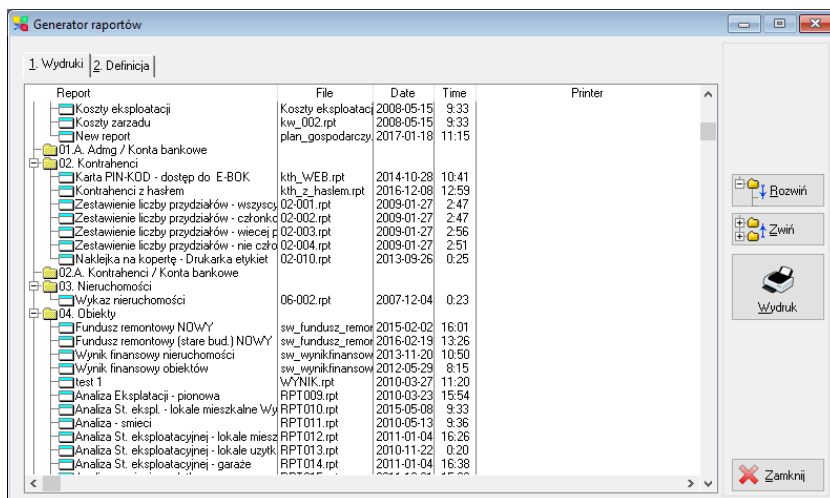 Generator raportów
1. Wydruki 2. Definicja
Report File Date Time Printer
Koszty eksploatacji Koszty eksploatacj 2008-05-15 9:33
Koszty zarzadu kw_002.rpt 2008-05-15 9:33
New report plan_gospodarczy. 2017-01-18 11:15
01.A. Admg / Konta bankowe
02. Kontrahenci
Karta PIN-KOD - dostęp do E-BOK kth_WEB.rpt 2014-10-28 10:41
Kontrahenci z hasłem kth_z_haslem.rpt 2016-12-08 12:59
Zestawienie liczby przydziałów - wszyscy 02-001.rpt 2009-01-27 2:47
Zestawienie liczby przydziałów - członko 02-002.rpt 2009-01-27 2:47
Zestawienie liczby przydziałów - wiecej p 02-003.rpt 2009-01-27 2:56
Zestawienie liczby przydziałów - nie czło 02-004.rpt 2009-01-27 2:51
Naklejka na kopertę - Drukarka etykiet 02-010.rpt 2013-09-26 0:25
02.A. Kontrahenci / Konta bankowe
03. Nieruchomości
Wykaz nieruchomości 06-002.rpt 2007-12-04 0:23
04. Obiekty
Fundusz remontowy NOWY sw_fundusz_remor 2015-02-02 16:01
Fundusz remontowy (stare bud.) NOWY sw_fundusz_remor 2016-02-19 13:26
Wynik finansowy nieruchomości sw_wynikfinansow 2013-11-20 10:50
Wynik finansowy obiektów sw_wynikfinansow 2012-05-29 8:15
test 1 WYNIK.rpt 2010-03-27 11:20
Analiza Eksplatacji - pionowa RPT009.rpt 2010-03-23 15:54
Analiza St. ekspl. - lokale mieszkalne Wy RPT010.rpt 2015-05-08 9:33
Analiza - smieci RPT011.rpt 2010-05-13 9:36
Analiza St. eksploatacyjnej - lokale miesz RPT012.rpt 2011-01-04 16:26
Analiza St. eksploatacyjnej - lokale uzytk RPT013.rpt 2010-11-22 0:20
Analiza St. eksploatacyjnej - garaże RPT014.rpt 2011-01-04 16:38
Rozwiń
Zwiń
Wydruk
Zamknij